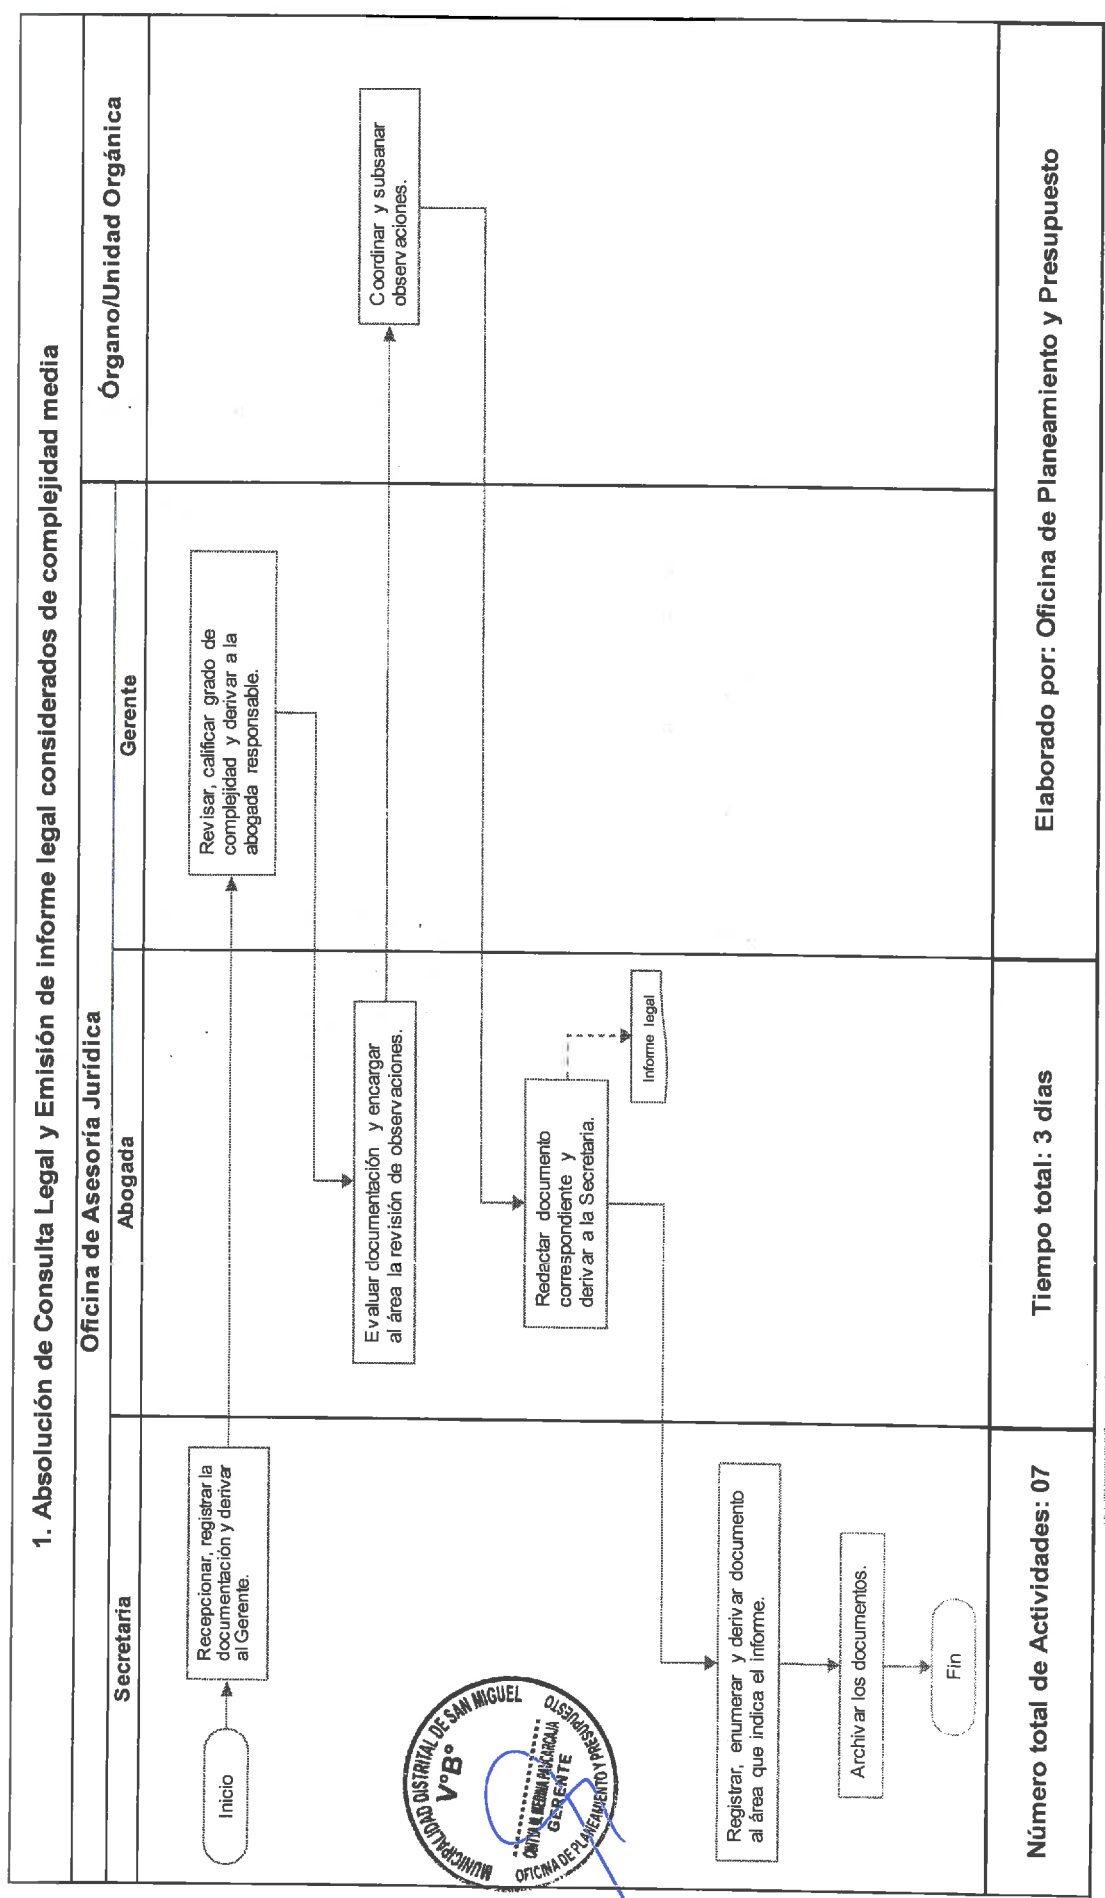 1. Absolución de Consulta Legal y Emisión de informe legal considerados de complejidad media
Oficina de Asesoría Jurídica
Órgano/Unidad Orgánica
Secretaria
Abogada
Gerente
Inicio
Recepcionar, registrar la
documentación y derivar
al Gerente.
Revisar, calificar grado de
complejidad y derivar a la
abogada responsable.
Evaluar documentación y encargar
al área la revisión de observaciones.
Coordinar y subsanar
observaciones.
Redactar documento
correspondiente y
derivar a la Secretaria.
Informe legal
Registrar, enumerar y derivar documento
al área que indica el informe.
Archivar los documentos.
Fin
MUNICIPALIDAD DISTRITAL DE SAN MIGUEL
V°B°
GERENTE
OFICINA DE PLANEAMIENTO Y PRESUPUESTO
Número total de Actividades: 07
Tiempo total: 3 días
Elaborado por: Oficina de Planeamiento y Presupuesto